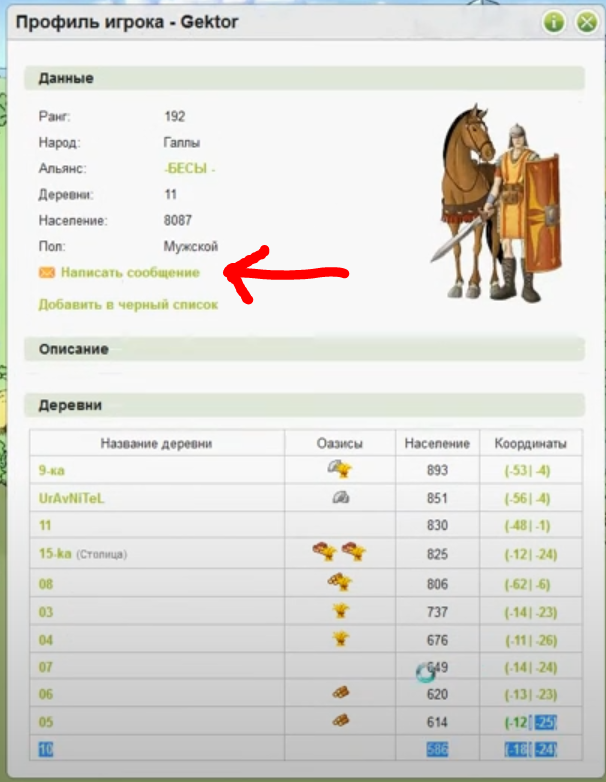 Профиль игрока - Gektor
Данные
Ранг: 192
Народ: Галлы
Альянс: -БЕСЫ -
Деревни: 11
Население: 8087
Пол: Мужской
Написать сообщение
Добавить в черный список
Описание
Деревни
Название деревни Оазисы Население Координаты
9-ка 893 (-53| -4)
UrAvNiTeL 851 (-56| -4)
11 830 (-48| -1)
15-ka (Столица) 825 (-12| -24)
08 806 (-62| -6)
03 737 (-14| -23)
04 676 (-11| -26)
07 649 (-14| -24)
06 620 (-13| -23)
05 614 (-12| -25)
10 586 (-18| -24)